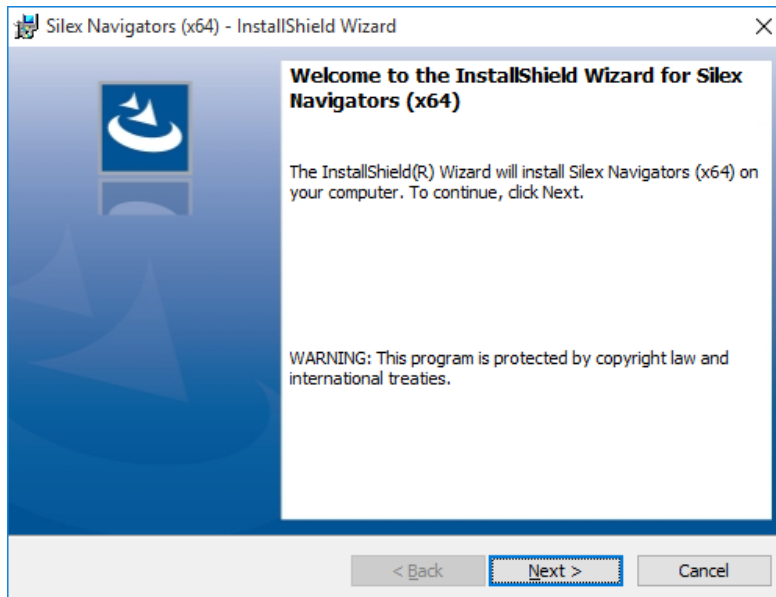 Silex Navigators (x64) - InstallShield Wizard
Welcome to the InstallShield Wizard for Silex
Navigators (x64)
The InstallShield(R) Wizard will install Silex Navigators (x64) on
your computer. To continue, click Next.
WARNING: This program is protected by copyright law and
international treaties.
< Back
Next >
Cancel